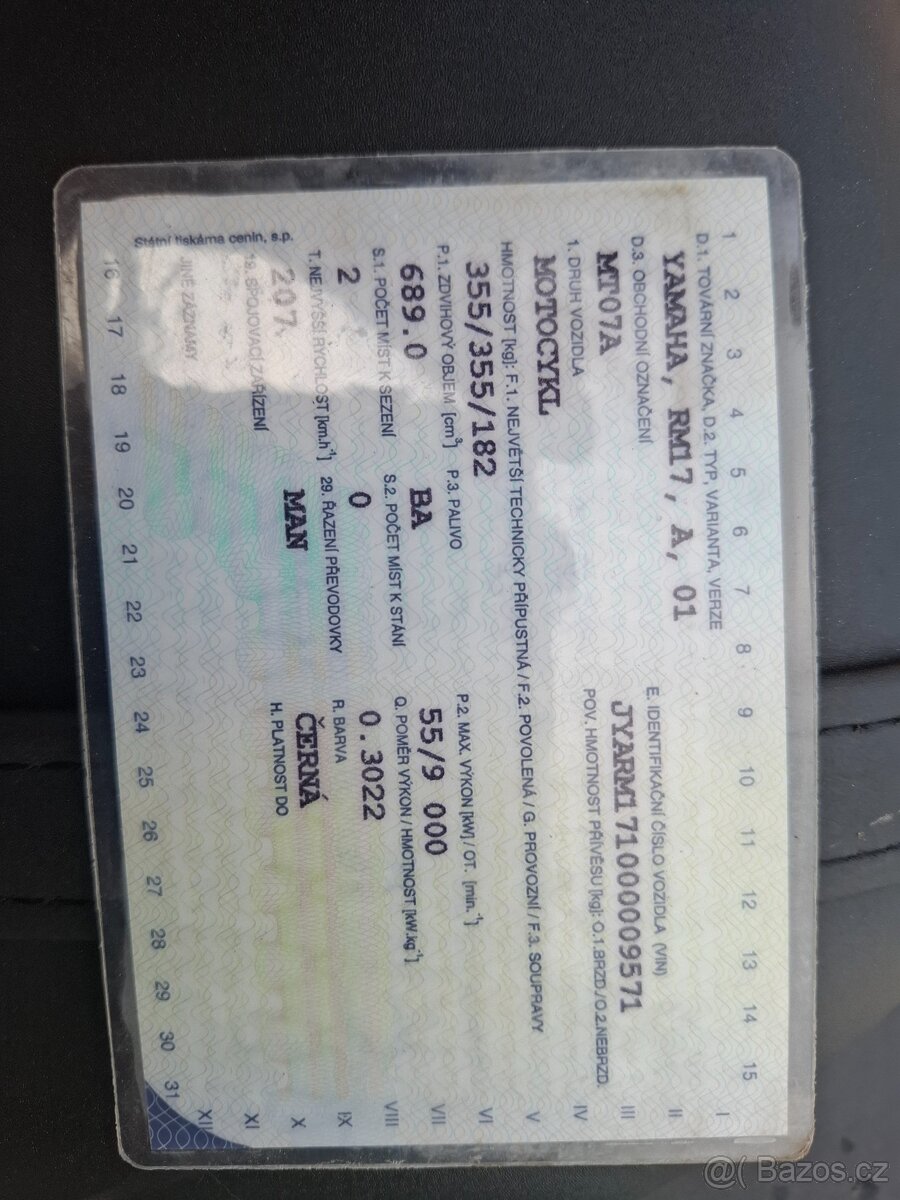 1 2 3 4 5 6 7 8 9 10 11 12 13 14 15
D.1. TOVÁRNÍ ZNAČKA, D.2. TYP, VARIANTA, VERZE
YAMAHA, RM17, A, 01
E. IDENTIFIKAČNÍ ČÍSLO VOZIDLA (VIN)
JYARM171000009571
D.3. OBCHODNÍ OZNAČENÍ
MT07A
POV. HMOTNOST PŘÍVĚSU [kg]: O.1.BRZD./O.2.NEBRZD.
1. DRUH VOZIDLA
MOTOCYKL
HMOTNOST [kg]: F.1. NEJVĚTŠÍ TECHNICKY PŘÍPUSTNÁ / F.2. POVOLENÁ / G. PROVOZNÍ / F.3. SOUPRAVY
355/355/182
P.1. ZDVIHOVÝ OBJEM [cm³] P.3. PALIVO P.2. MAX. VÝKON [kW] / OT. [min.⁻¹]
689.0 BA 55/9 000
S.1. POČET MÍST K SEZENÍ S.2. POČET MÍST K STÁNÍ Q. POMĚR VÝKON / HMOTNOST [kW.kg⁻¹]
2 0 0.3022
T. NEJVYŠŠÍ RYCHLOST [km.h⁻¹] 29. ŘAZENÍ PŘEVODOVKY R. BARVA
207. MAN ČERNÁ
19. SPOJOVACÍ ZAŘÍZENÍ H. PLATNOST DO
JINÉ ZÁZNAMY
Státní tiskárna cenin, s.p.
16 17 18 19 20 21 22 23 24 25 26 27 28 29 30 31
I
II
III
IV
V
VI
VII
VIII
IX
X
XI
XII
@( Bazos.cz